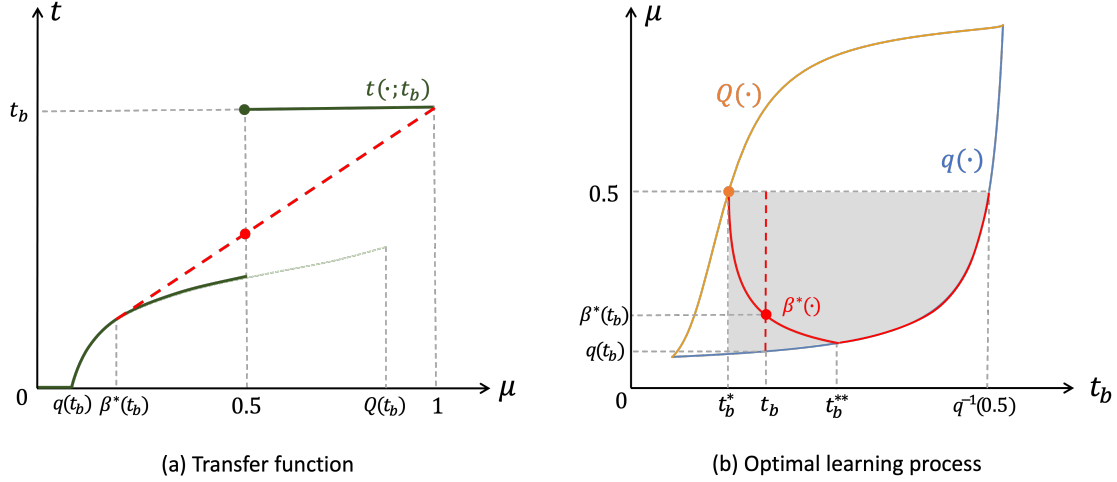 t
t(·;t_b)
t_b
0
q(t_b)
β*(t_b)
0.5
Q(t_b)
1
μ
(a) Transfer function
μ
Q(·)
q(·)
0.5
β*(·)
β*(t_b)
q(t_b)
0
t_b^*
t_b
t_b^{**}
q⁻¹(0.5)
t_b
(b) Optimal learning process